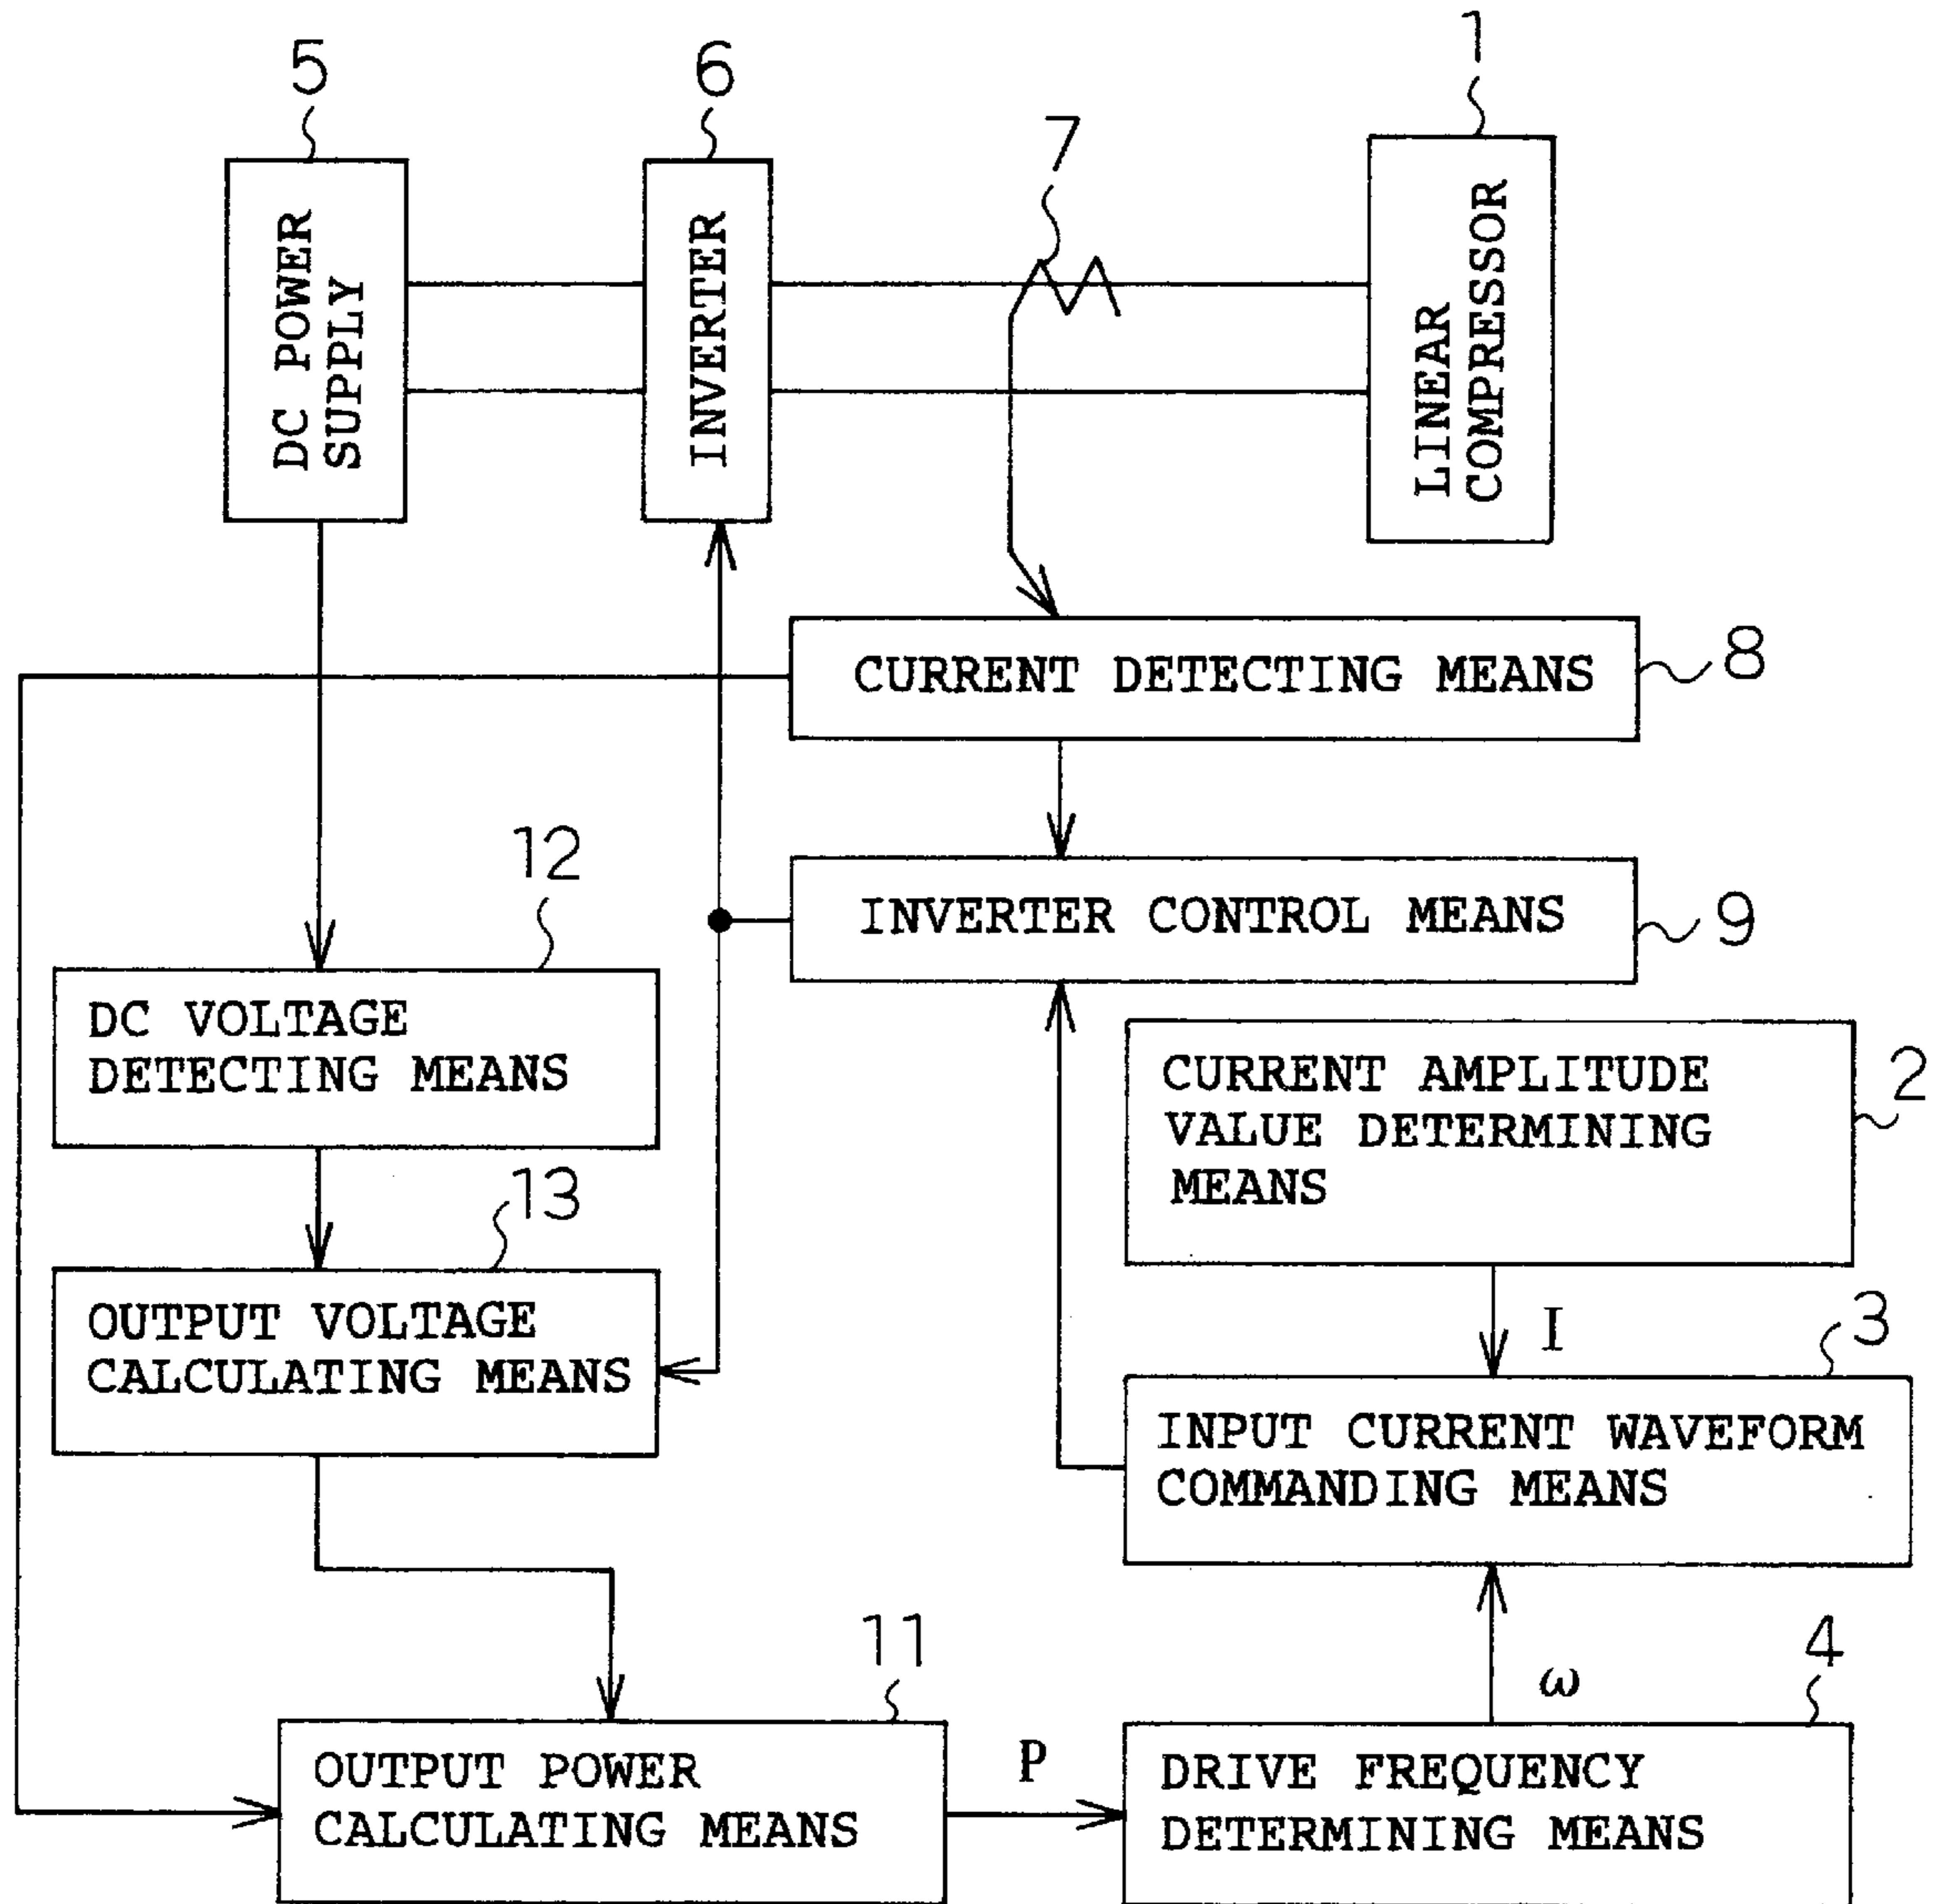 5
6
7
1
DC POWER
SUPPLY
INVERTER
LINEAR
COMPRESSOR
CURRENT DETECTING MEANS
8
12
INVERTER CONTROL MEANS
9
DC VOLTAGE
DETECTING MEANS
CURRENT AMPLITUDE
VALUE DETERMINING
MEANS
2
13
OUTPUT VOLTAGE
CALCULATING MEANS
I
3
INPUT CURRENT WAVEFORM
COMMANDING MEANS
11
ω
4
OUTPUT POWER
CALCULATING MEANS
P
DRIVE FREQUENCY
DETERMINING MEANS